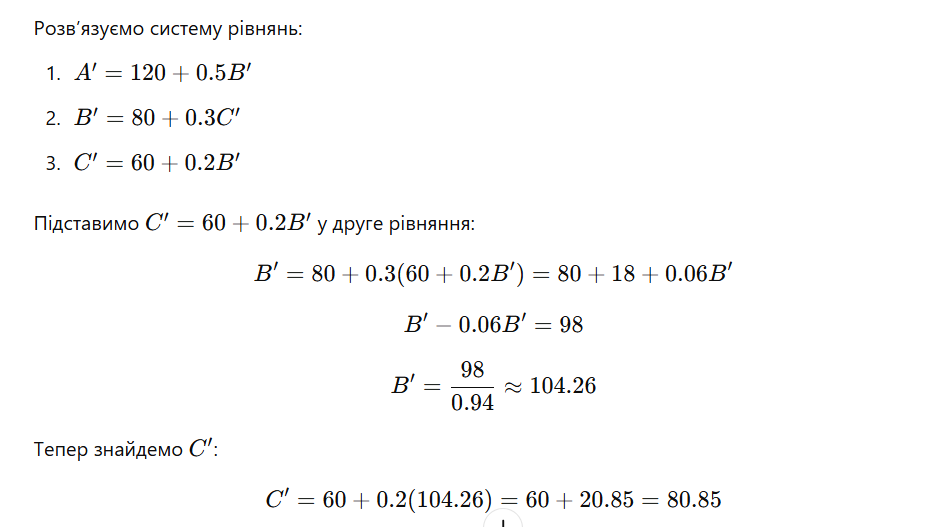 Розв’язуємо систему рівнянь:
1. A′ = 120 + 0.5B′
2. B′ = 80 + 0.3C′
3. C′ = 60 + 0.2B′
Підставимо C′ = 60 + 0.2B′ у друге рівняння:
B′ = 80 + 0.3(60 + 0.2B′) = 80 + 18 + 0.06B′
B′ − 0.06B′ = 98
B′ = 98/0.94 ≈ 104.26
Тепер знайдемо C′:
C′ = 60 + 0.2(104.26) = 60 + 20.85 = 80.85